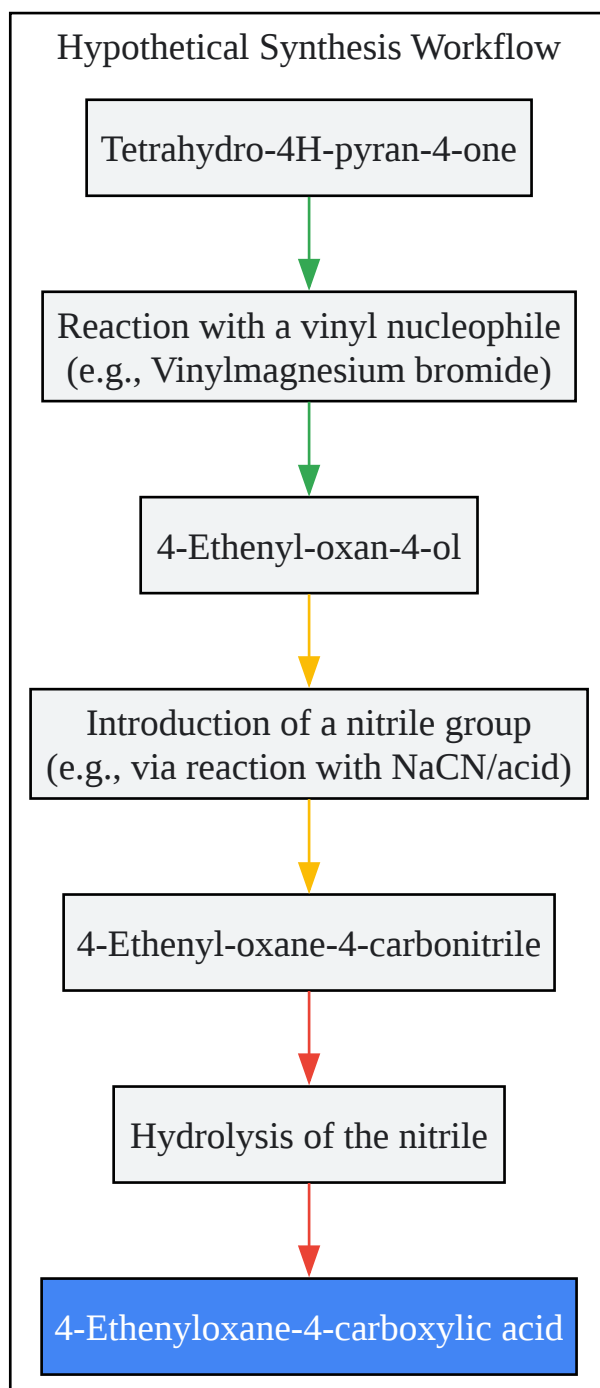 Hypothetical Synthesis Workflow
Tetrahydro-4H-pyran-4-one
Reaction with a vinyl nucleophile
(e.g., Vinylmagnesium bromide)
4-Ethenyl-oxan-4-ol
Introduction of a nitrile group
(e.g., via reaction with NaCN/acid)
4-Ethenyl-oxane-4-carbonitrile
Hydrolysis of the nitrile
4-Ethenyloxane-4-carboxylic acid